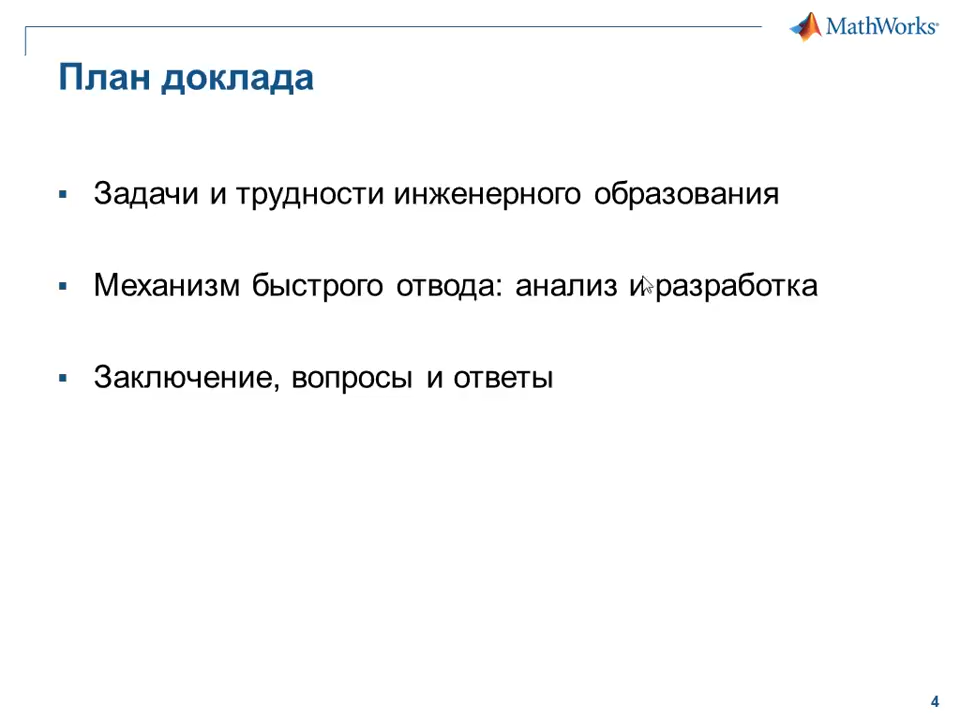 MathWorks®
План доклада
▪ Задачи и трудности инженерного образования
▪ Механизм быстрого отвода: анализ и разработка
▪ Заключение, вопросы и ответы
4